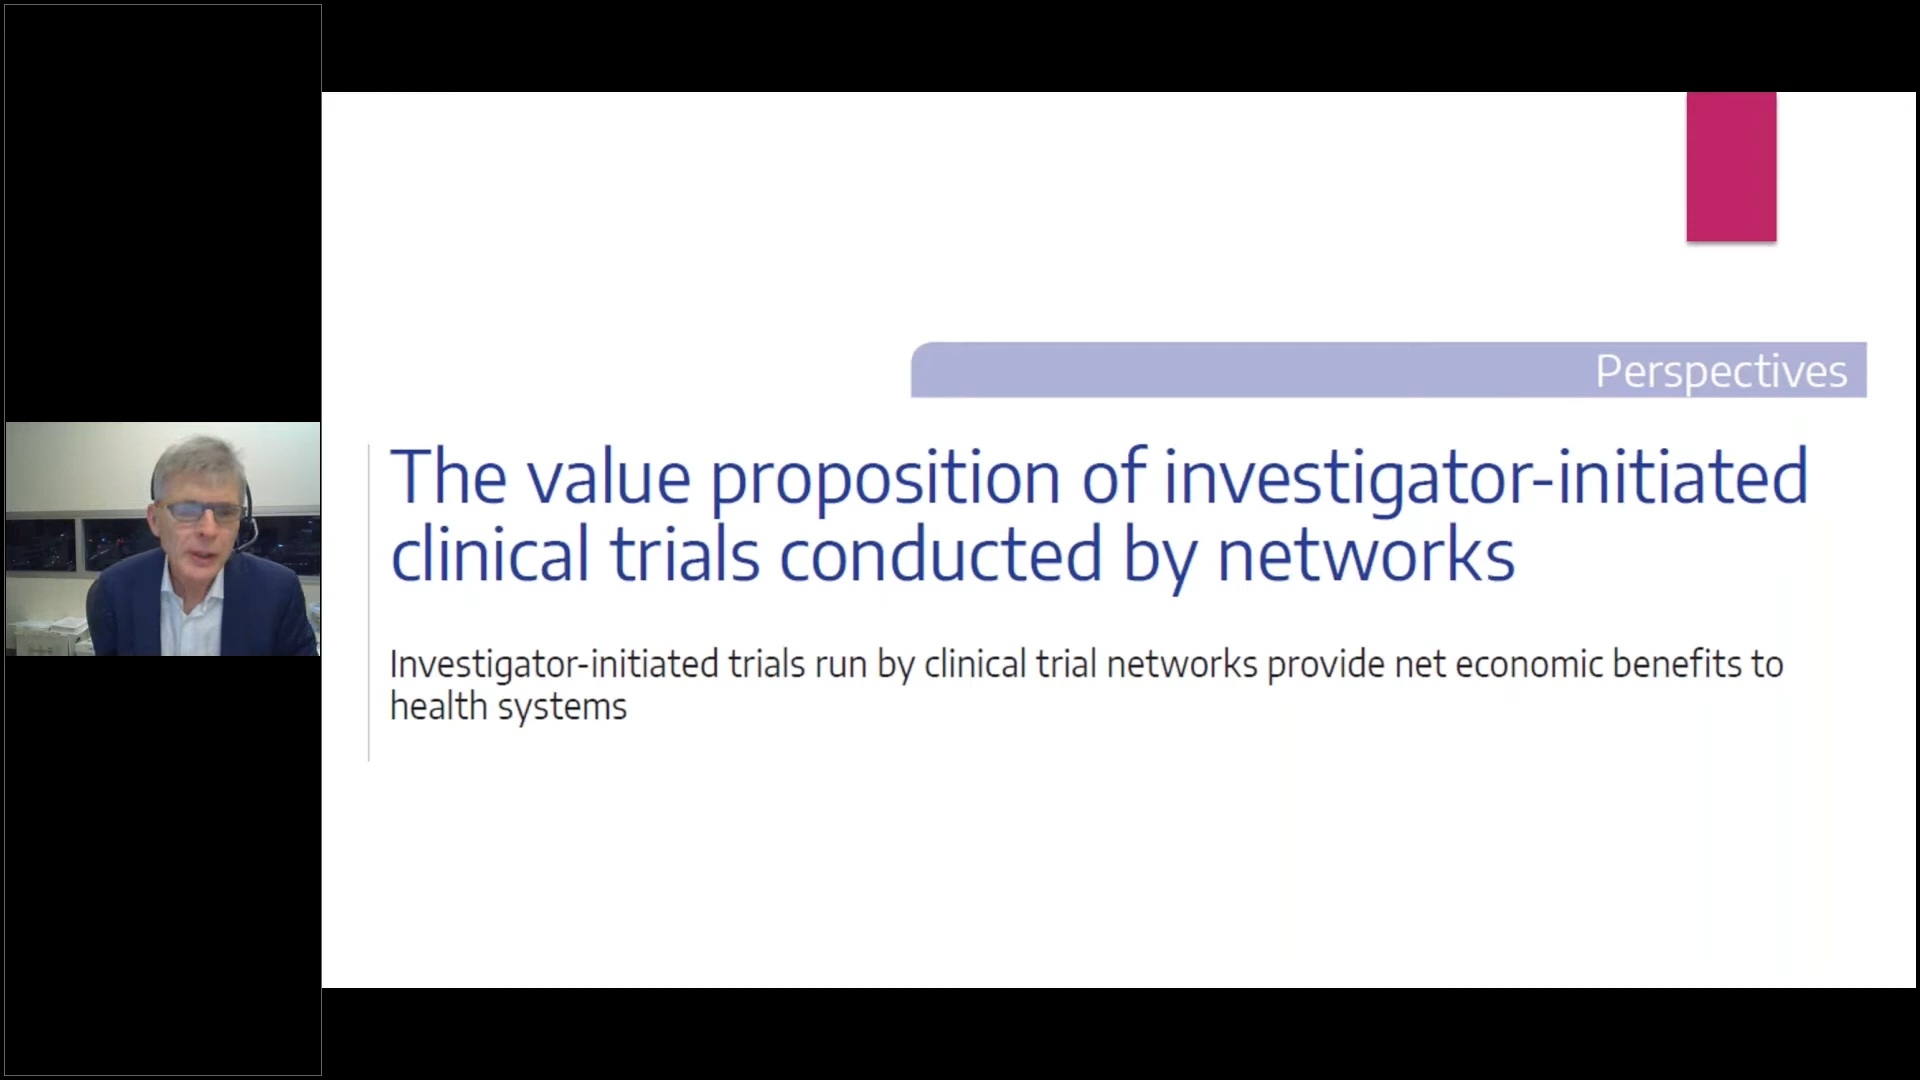 Perspectives
The value proposition of investigator-initiated
clinical trials conducted by networks
Investigator-initiated trials run by clinical trial networks provide net economic benefits to
health systems